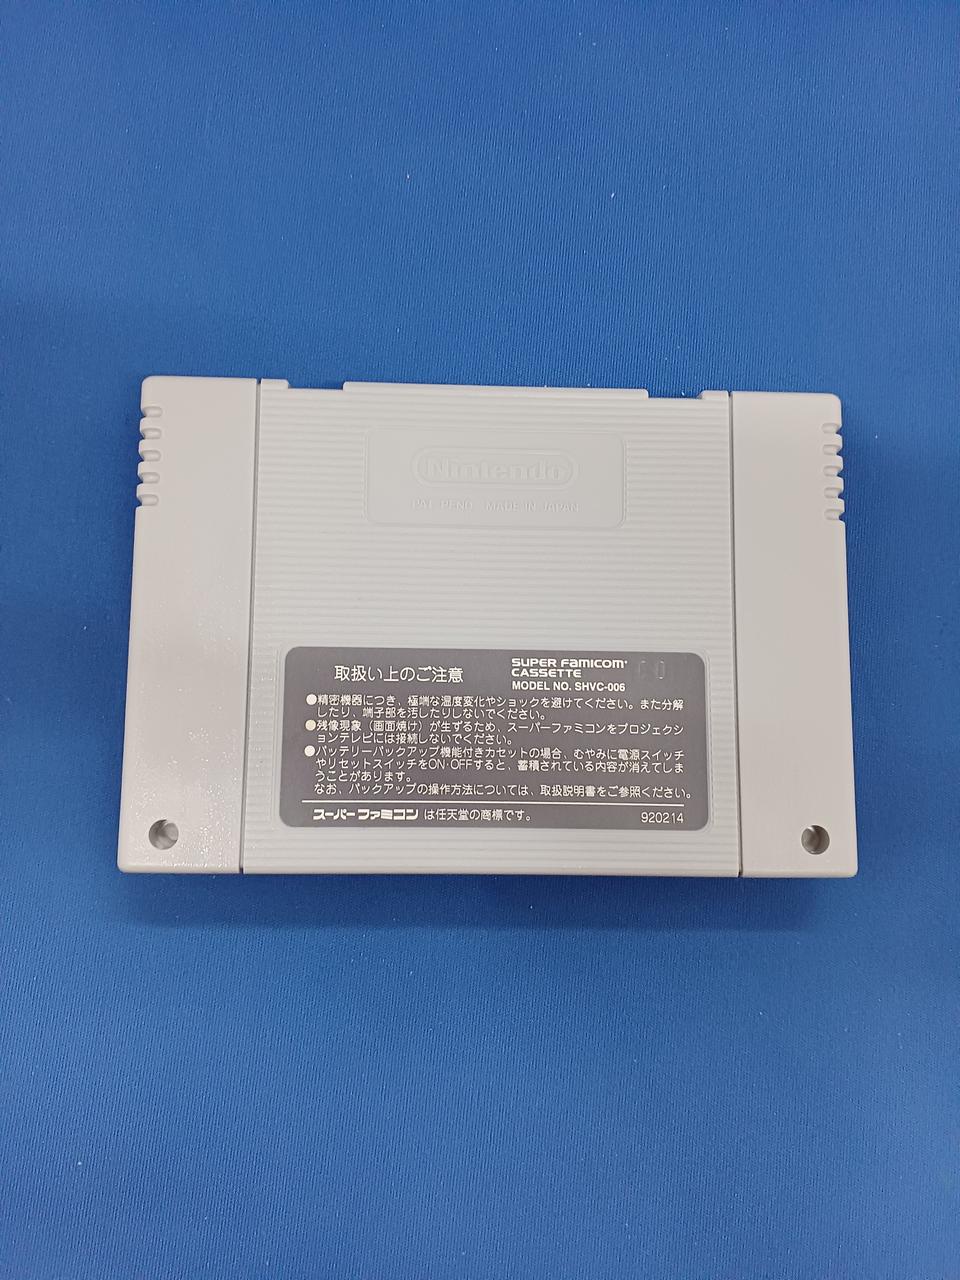 Nintendo
PAT. PEND. MADE IN JAPAN
取扱い上のご注意
SUPER FAMICOM
CASSETTE
MODEL NO. SHVC-006
●精密機器につき、極端な温度変化やショックを避けてください。また分解
したり、端子部を汚したりしないでください。
●残像現象（画面焼け）が生ずるため、スーパーファミコンをプロジェクシ
ョンテレビには接続しないでください。
●バッテリーバックアップ機能付きカセットの場合、むやみに電源スイッチ
やリセットスイッチをON・OFFすると、蓄積されている内容が消えてしま
うことがあります。
なお、バックアップの操作方法については、取扱説明書をご参照ください。
スーパーファミコン は任天堂の商標です。
920214